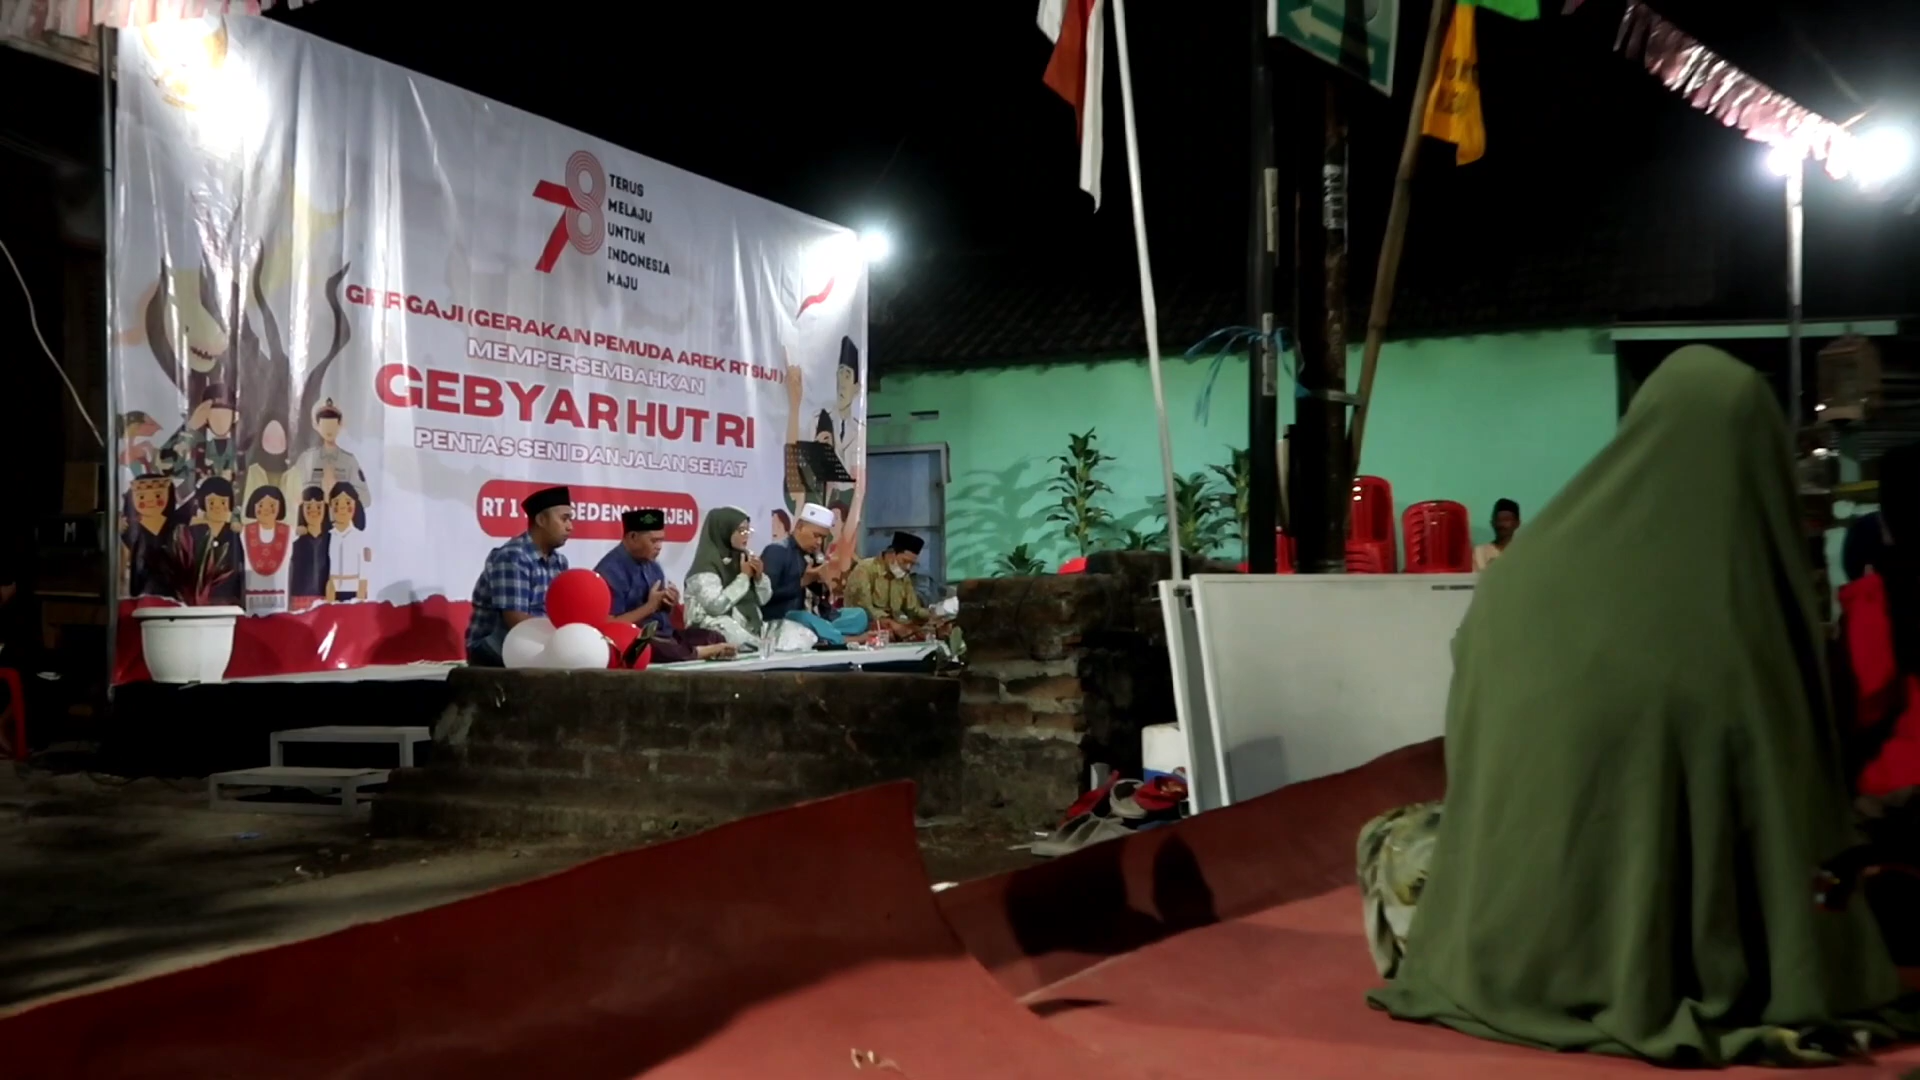 78
TERUS
MELAJU
UNTUK
INDONESIA
MAJU
GERGAJI (GERAKAN PEMUDA AREK RT SIJI)
MEMPERSEMBAHKAN
GEBYAR HUT RI
PENTAS SENI DAN JALAN SEHAT
RT 1